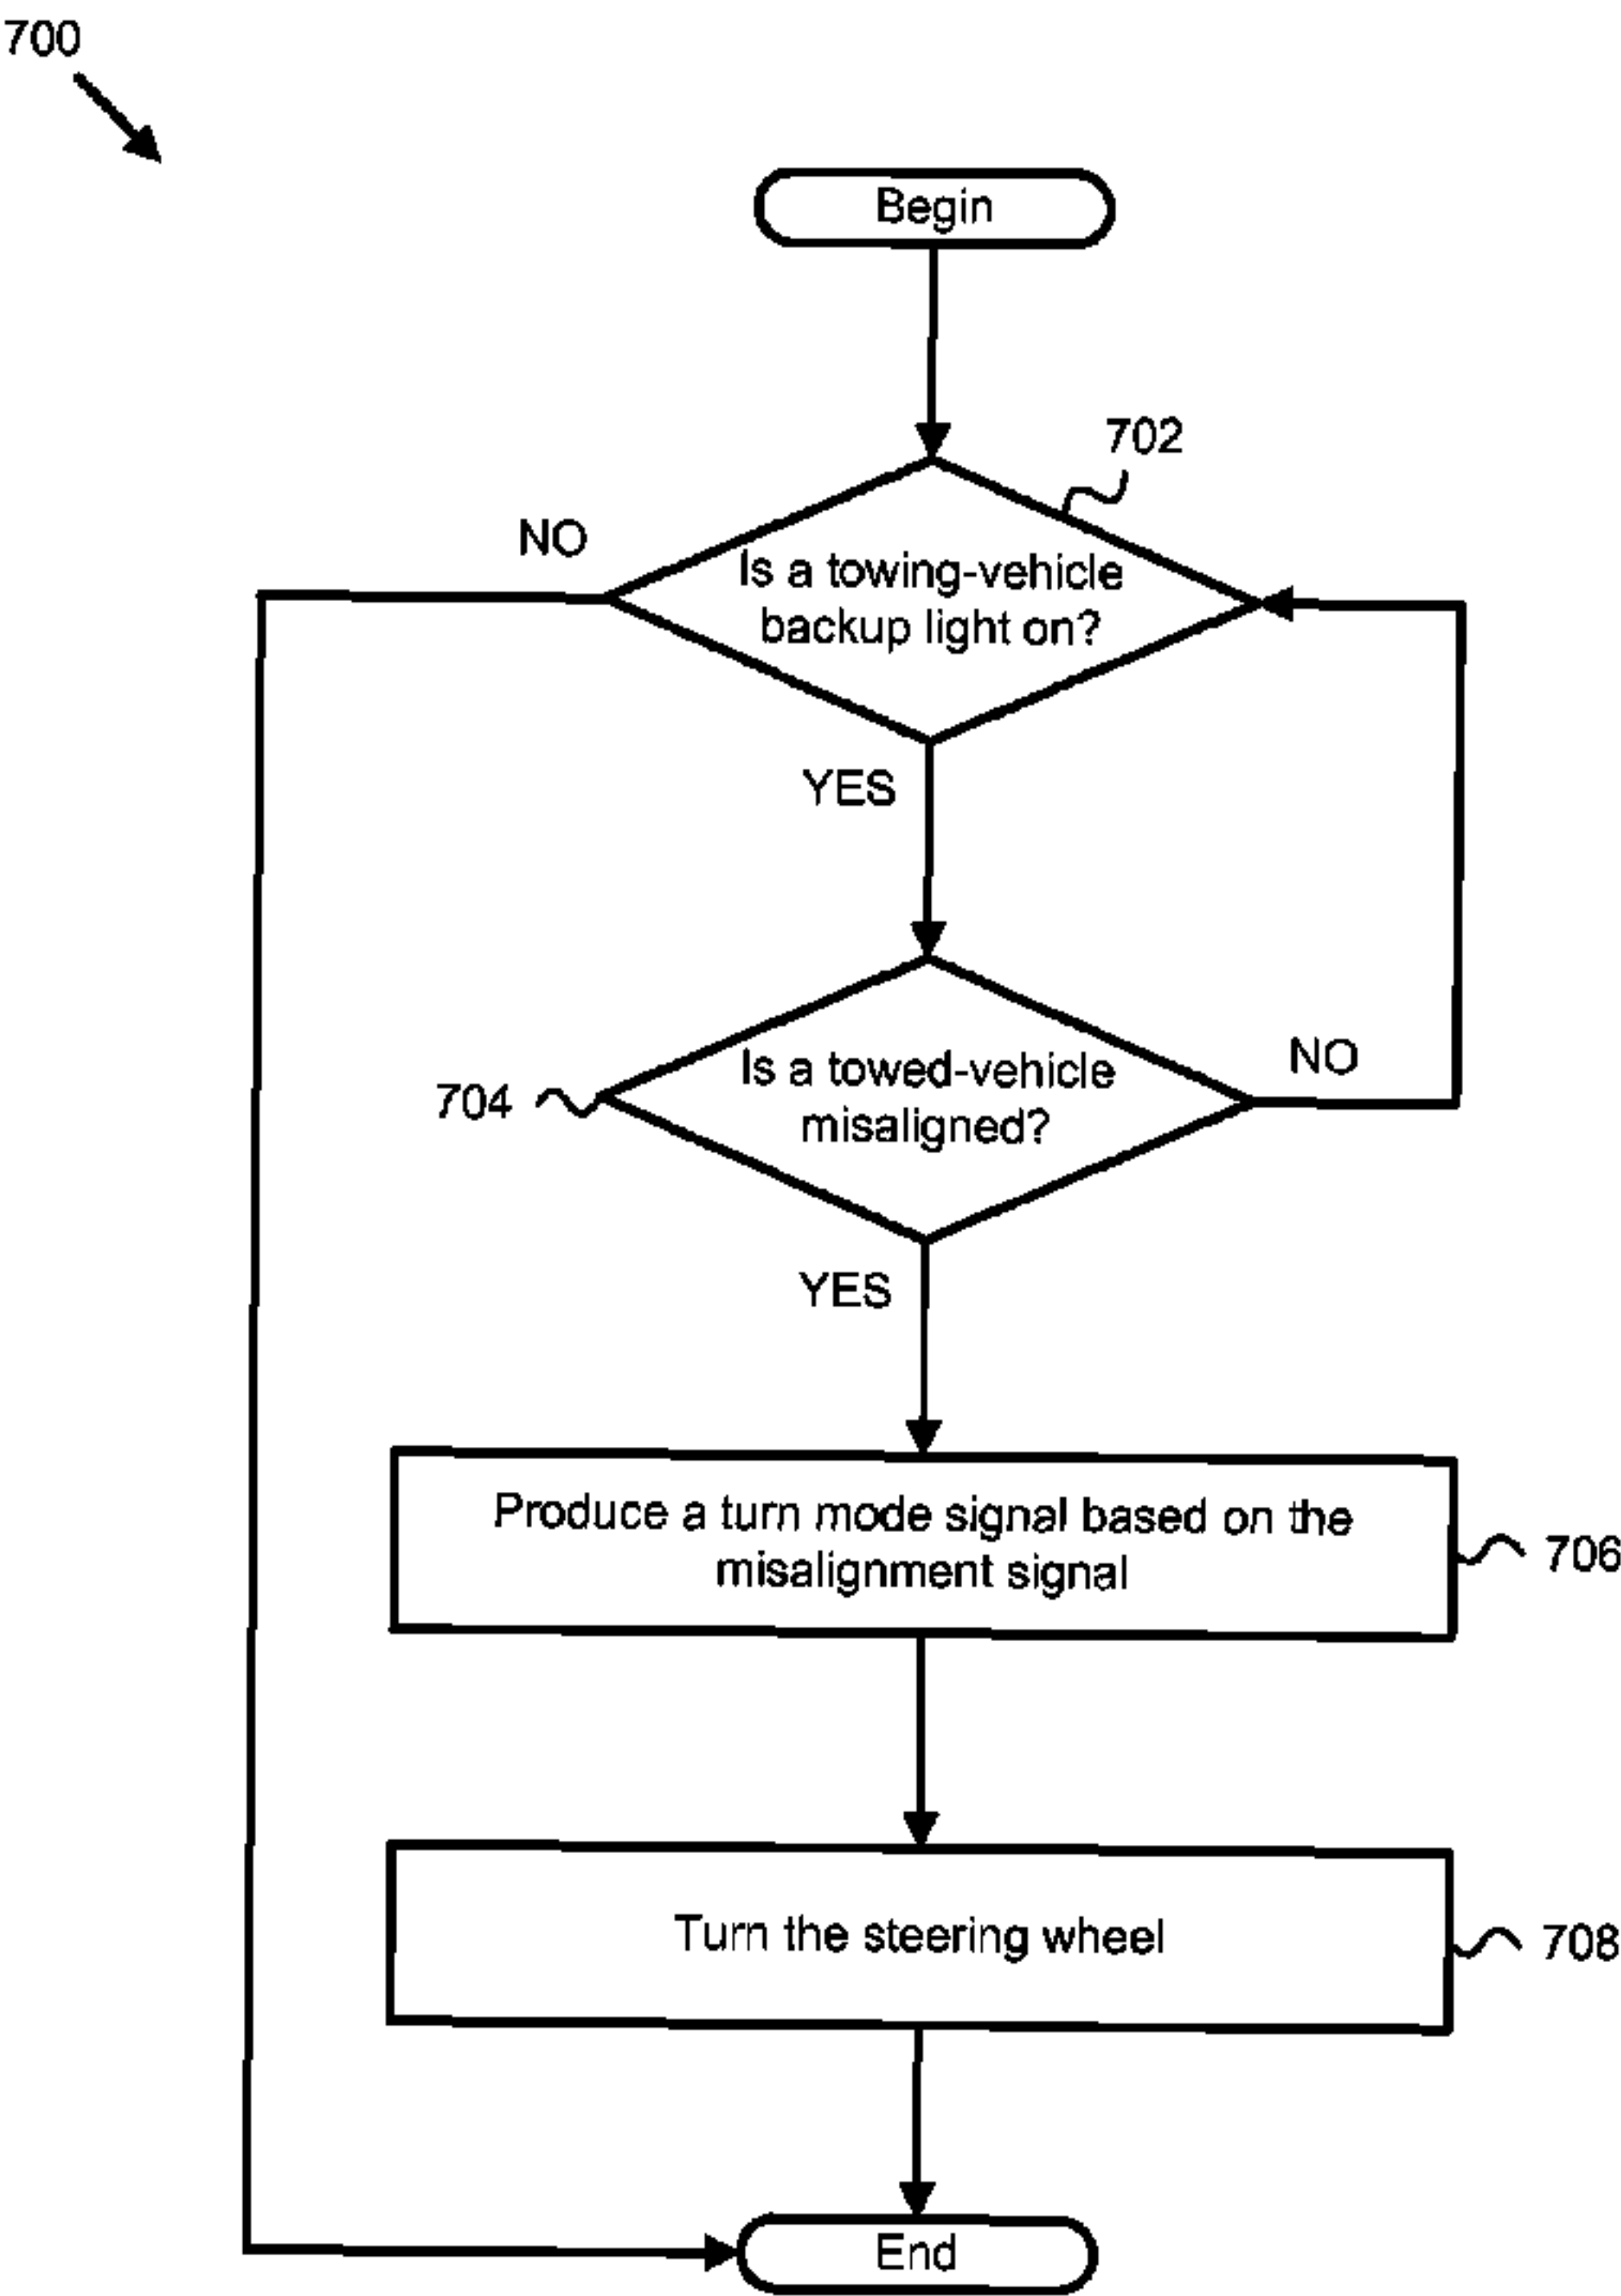 700
Begin
702
NO
Is a towing-vehicle
backup light on?
YES
Is a towed-vehicle
misaligned?
NO
704
YES
Produce a turn mode signal based on the
misalignment signal
706
Turn the steering wheel
708
End